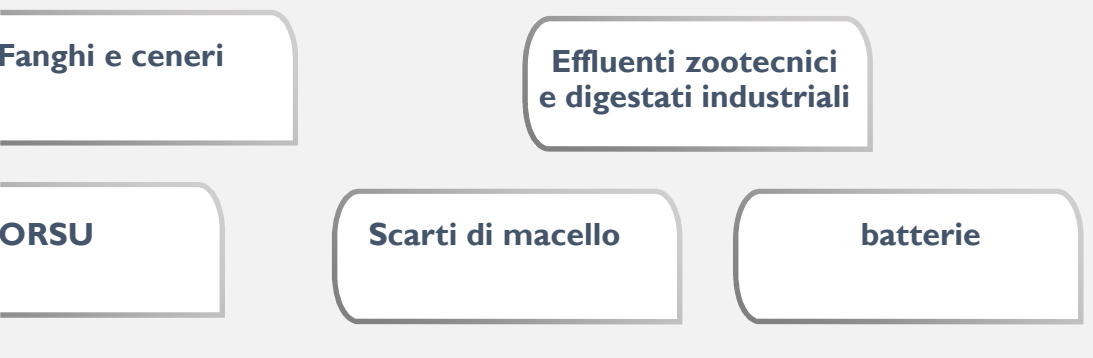 Fanghi e ceneri
Effluenti zootecnici
e digestati industriali
ORSU
Scarti di macello
batterie